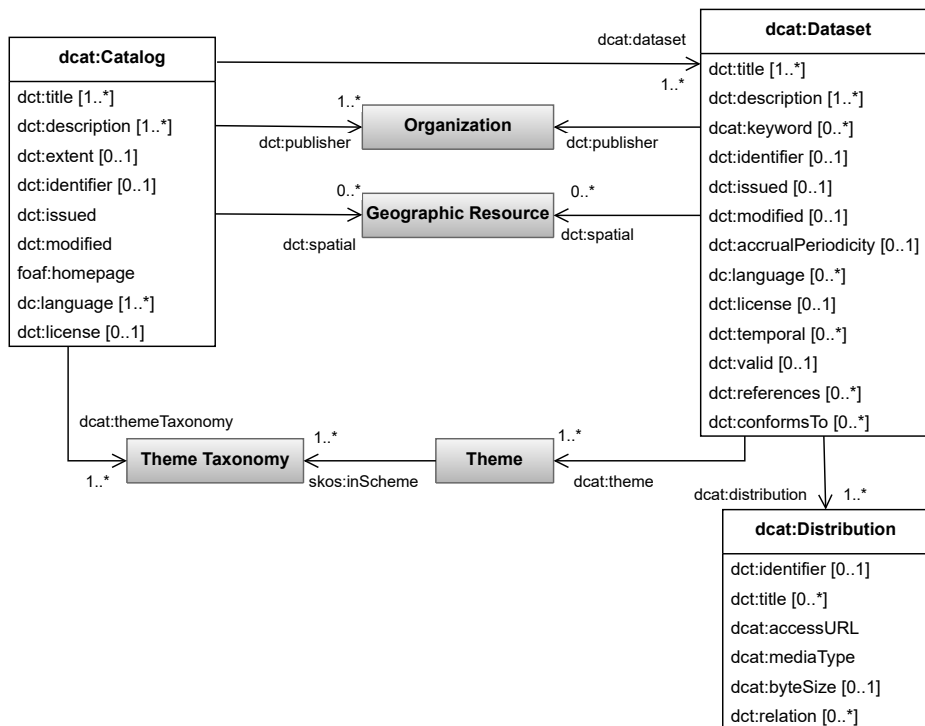 dcat:Catalog
dct:title [1..*]
dct:description [1..*]
dct:extent [0..1]
dct:identifier [0..1]
dct:issued
dct:modified
foaf:homepage
dc:language [1..*]
dct:license [0..1]
dcat:dataset
1..*
dcat:Dataset
dct:title [1..*]
dct:description [1..*]
dcat:keyword [0..*]
dct:identifier [0..1]
dct:issued [0..1]
dct:modified [0..1]
dct:accrualPeriodicity [0..1]
dc:language [0..*]
dct:license [0..1]
dct:temporal [0..*]
dct:valid [0..1]
dct:references [0..*]
dct:conformsTo [0..*]
1..*
1..*
Organization
dct:publisher
dct:publisher
0..*
0..*
Geographic Resource
dct:spatial
dct:spatial
dcat:themeTaxonomy
1..*
Theme Taxonomy
1..*
skos:inScheme
Theme
1..*
dcat:theme
dcat:distribution
1..*
dcat:Distribution
dct:identifier [0..1]
dct:title [0..*]
dcat:accessURL
dcat:mediaType
dcat:byteSize [0..1]
dct:relation [0..*]